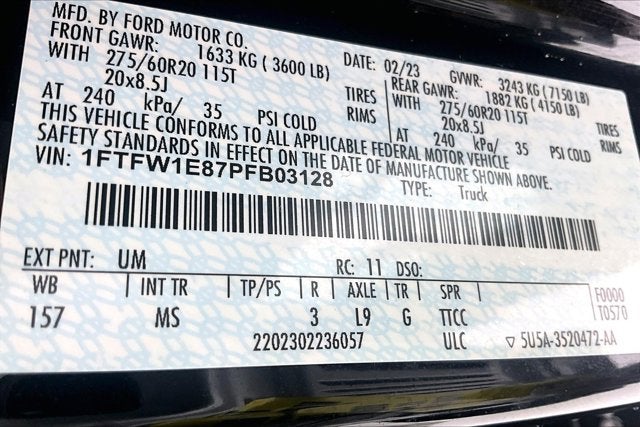 MFD. BY FORD MOTOR CO.
DATE: 02/23 GVWR: 3243 KG (7150 LB)
FRONT GAWR: 1633 KG (3600 LB)
REAR GAWR: 1882 KG (4150 LB)
WITH 275/60R20 115T TIRES
WITH 275/60R20 115T TIRES
20x8.5J RIMS
20x8.5J RIMS
AT 240 kPa/ 35 PSI COLD
AT 240 kPa/ 35 PSI COLD
THIS VEHICLE CONFORMS TO ALL APPLICABLE FEDERAL MOTOR VEHICLE
SAFETY STANDARDS IN EFFECT ON THE DATE OF MANUFACTURE SHOWN ABOVE.
VIN: 1FTFW1E87PFB03128
TYPE: Truck
EXT PNT: UM RC: 11 DSO:
WB INT TR TP/PS R AXLE TR SPR F0000
157 MS 3 L9 G TTCC T0570
2202302236057 ULC ▽ 5U5A-3520472-AA